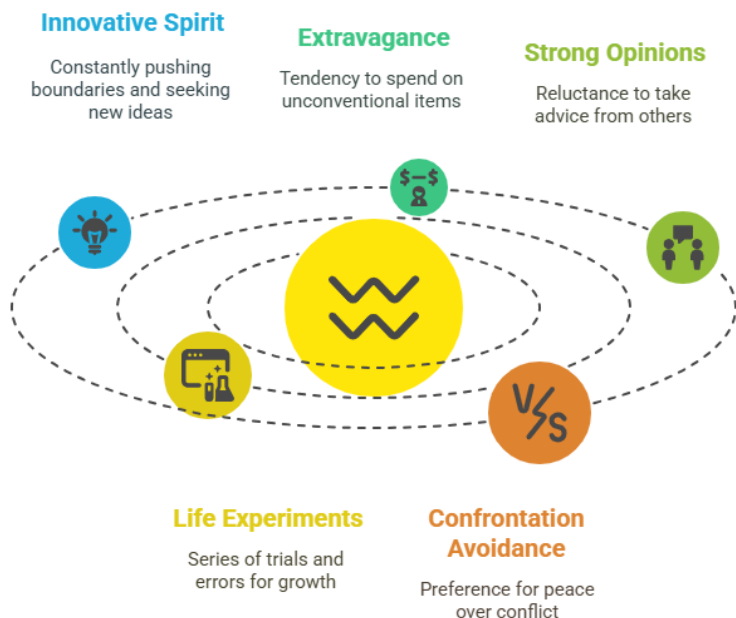 Innovative Spirit
Constantly pushing
boundaries and seeking
new ideas
Extravagance
Tendency to spend on
unconventional items
Strong Opinions
Reluctance to take
advice from others
$–$
V/S
Life Experiments
Series of trials and
errors for growth
Confrontation
Avoidance
Preference for peace
over conflict